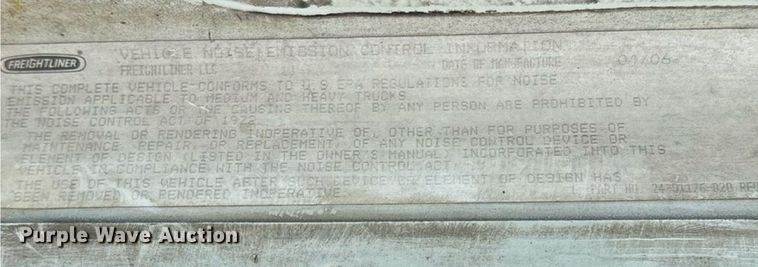 FREIGHTLINER
VEHICLE NOISE EMISSION CONTROL INFORMATION
FREIGHTLINER LLC DATE OF MANUFACTURE 01/06
THIS COMPLETE VEHICLE CONFORMS TO U S EPA REGULATIONS FOR NOISE
EMISSION APPLICABLE TO MEDIUM AND HEAVY TRUCKS
THE FOLLOWING ACTS OR THE CAUSING THEREOF BY ANY PERSON ARE PROHIBITED BY
THE NOISE CONTROL ACT OF 1972
THE REMOVAL OR RENDERING INOPERATIVE OF, OTHER THAN FOR PURPOSES OF
MAINTENANCE, REPAIR, OR REPLACEMENT, OF ANY NOISE CONTROL DEVICE OR
ELEMENT OF DESIGN (LISTED IN THE OWNER'S MANUAL) INCORPORATED INTO THIS
VEHICLE IN COMPLIANCE WITH THE NOISE CONTROL ACT
THE USE OF THIS VEHICLE AFTER SUCH DEVICE OR ELEMENT OF DESIGN HAS
BEEN REMOVED OR RENDERED INOPERATIVE
PART NO.
Purple Wave Auction